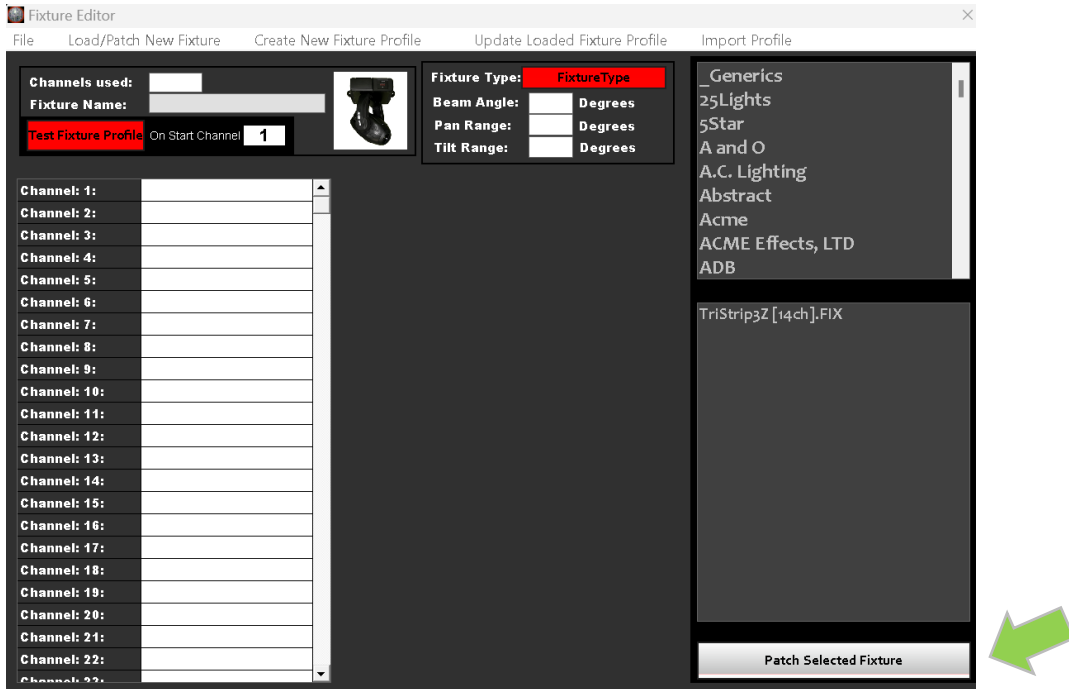 Fixture Editor
File Load/Patch New Fixture Create New Fixture Profile Update Loaded Fixture Profile Import Profile
Channels used:
Fixture Name:
Test Fixture Profile On Start Channel 1
Fixture Type: FixtureType
Beam Angle: Degrees
Pan Range: Degrees
Tilt Range: Degrees
Channel: 1:
Channel: 2:
Channel: 3:
Channel: 4:
Channel: 5:
Channel: 6:
Channel: 7:
Channel: 8:
Channel: 9:
Channel: 10:
Channel: 11:
Channel: 12:
Channel: 13:
Channel: 14:
Channel: 15:
Channel: 16:
Channel: 17:
Channel: 18:
Channel: 19:
Channel: 20:
Channel: 21:
Channel: 22:
Channel: 23:
_Generics
25Lights
5Star
A and O
A.C. Lighting
Abstract
Acme
ACME Effects, LTD
ADB
TriStrip3Z [14ch].FIX
Patch Selected Fixture